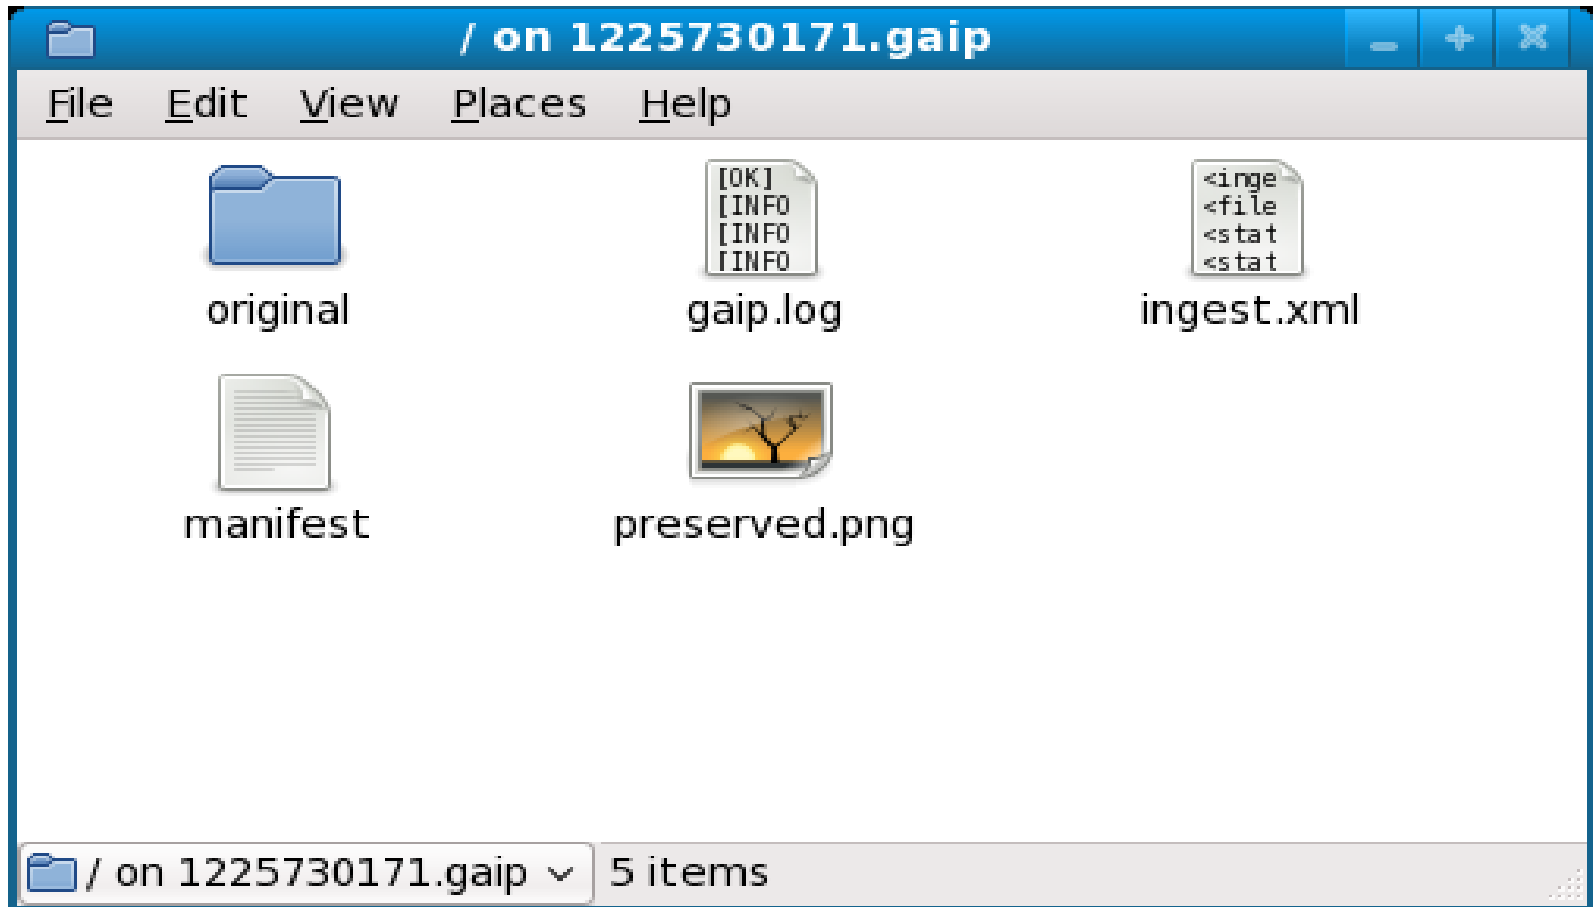 / on 1225730171.gaip
File Edit View Places Help
[OK]
[INFO
[INFO
[INFO
<inge
<file
<stat
<stat
original gaip.log ingest.xml
manifest preserved.png
/ on 1225730171.gaip 5 items